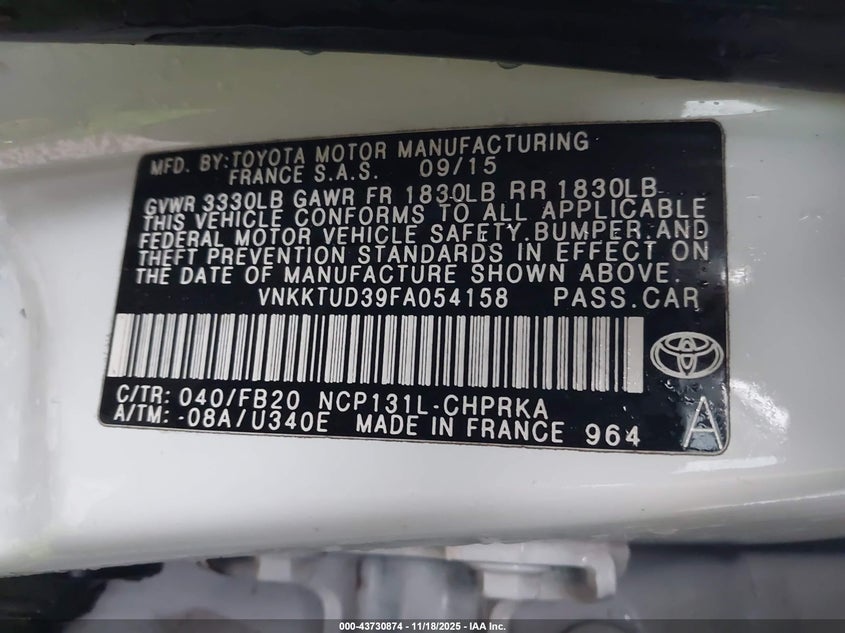 MFD. BY:TOYOTA MOTOR MANUFACTURING
FRANCE S.A.S. 09/15
GVWR 3330LB GAWR FR 1830LB RR 1830LB
THIS VEHICLE CONFORMS TO ALL APPLICABLE
FEDERAL MOTOR VEHICLE SAFETY,BUMPER,AND
THEFT PREVENTION STANDARDS IN EFFECT ON
THE DATE OF MANUFACTURE SHOWN ABOVE.
VNKKTUD39FA054158 PASS.CAR
C/TR: 040/FB20 NCP131L-CHPRKA
A/TM: -08A/U340E MADE IN FRANCE 964 A
000-43730874 | 11/18/2025 | IAA Inc.